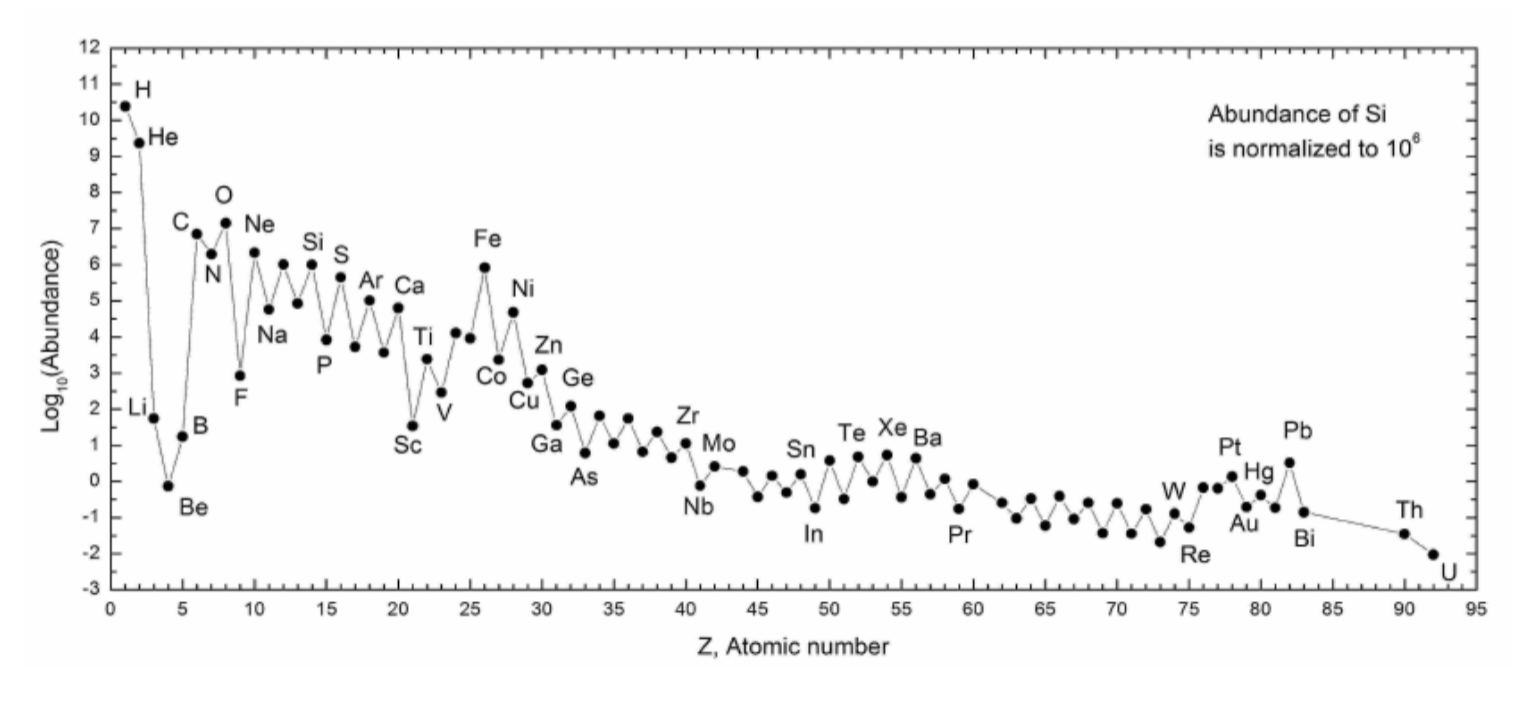 12
11
10
9
8
7
6
5
4
3
2
1
0
-1
-2
-3
Log10(Abundance)
H
He
Li
Be
B
C
N
O
F
Ne
Na
Si
P
S
Ar
Ca
Sc
Ti
V
Fe
Co
Ni
Cu
Zn
Ga
Ge
As
Zr
Nb
Mo
Sn
In
Te
Xe
Ba
Pr
W
Re
Pt
Au
Hg
Pb
Bi
Th
U
Abundance of Si
is normalized to 10^6
0 5 10 15 20 25 30 35 40 45 50 55 60 65 70 75 80 85 90 95
Z, Atomic number